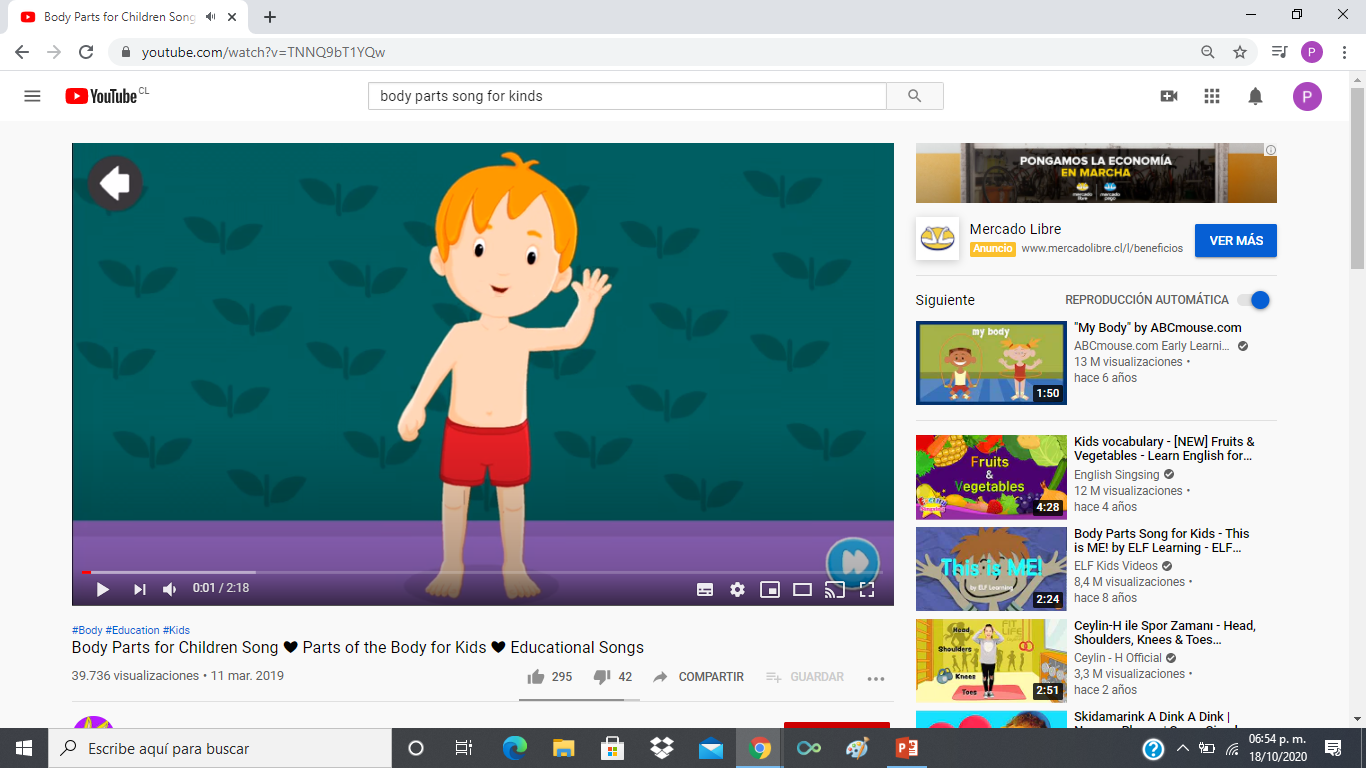 Body Parts for Children Song
youtube.com/watch?v=TNNQ9bT1YQw
P
YouTube CL
body parts song for kinds
P
PONGAMOS LA ECONOMÍA
EN MARCHA
mercado libre
mercado pago
Mercado Libre
Anuncio www.mercadolibre.cl/l/beneficios
VER MÁS
Siguiente
REPRODUCCIÓN AUTOMÁTICA
my body
1:50
"My Body" by ABCmouse.com
ABCmouse.com Early Learni...
13 M visualizaciones •
hace 6 años
Fruits
&
Vegetables
4:28
Kids vocabulary - [NEW] Fruits &
Vegetables - Learn English for...
English Singsing
12 M visualizaciones •
hace 4 años
This is ME!
by ELF Learning
2:24
Body Parts Song for Kids - This
is ME! by ELF Learning - ELF...
ELF Kids Videos
8,4 M visualizaciones •
hace 8 años
Head
Shoulders
Knees
Toes
FIT
LIFE
2:51
Ceylin-H ile Spor Zamanı - Head,
Shoulders, Knees & Toes...
Ceylin - H Official
3,3 M visualizaciones •
hace 2 años
Skidamarink A Dink A Dink |
0:01 / 2:18
#Body #Education #Kids
Body Parts for Children Song ❤ Parts of the Body for Kids ❤ Educational Songs
39.736 visualizaciones • 11 mar. 2019
295
42
COMPARTIR
GUARDAR
Escribe aquí para buscar
06:54 p. m.
18/10/2020